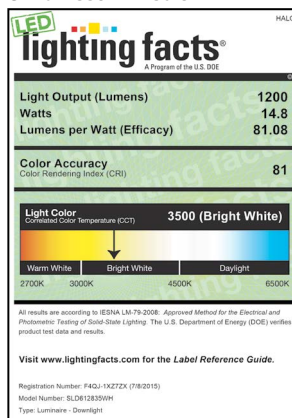 HALO
LED
lighting facts®
A Program of the U.S. DOE
Light Output (Lumens) 1200
Watts 14.8
Lumens per Watt (Efficacy) 81.08
Color Accuracy
Color Rendering Index (CRI) 81
Light Color
Correlated Color Temperature (CCT) 3500 (Bright White)
Warm White Bright White Daylight
2700K 3000K 4500K 6500K
All results are according to IESNA LM-79-2008: Approved Method for the Electrical and
Photometric Testing of Solid-State Lighting. The U.S. Department of Energy (DOE) verifies
product test data and results.
Visit www.lightingfacts.com for the Label Reference Guide.
Registration Number: F4QJ-1XZ7ZX (7/8/2015)
Model Number: SLD612835WH
Type: Luminaire - Downlight